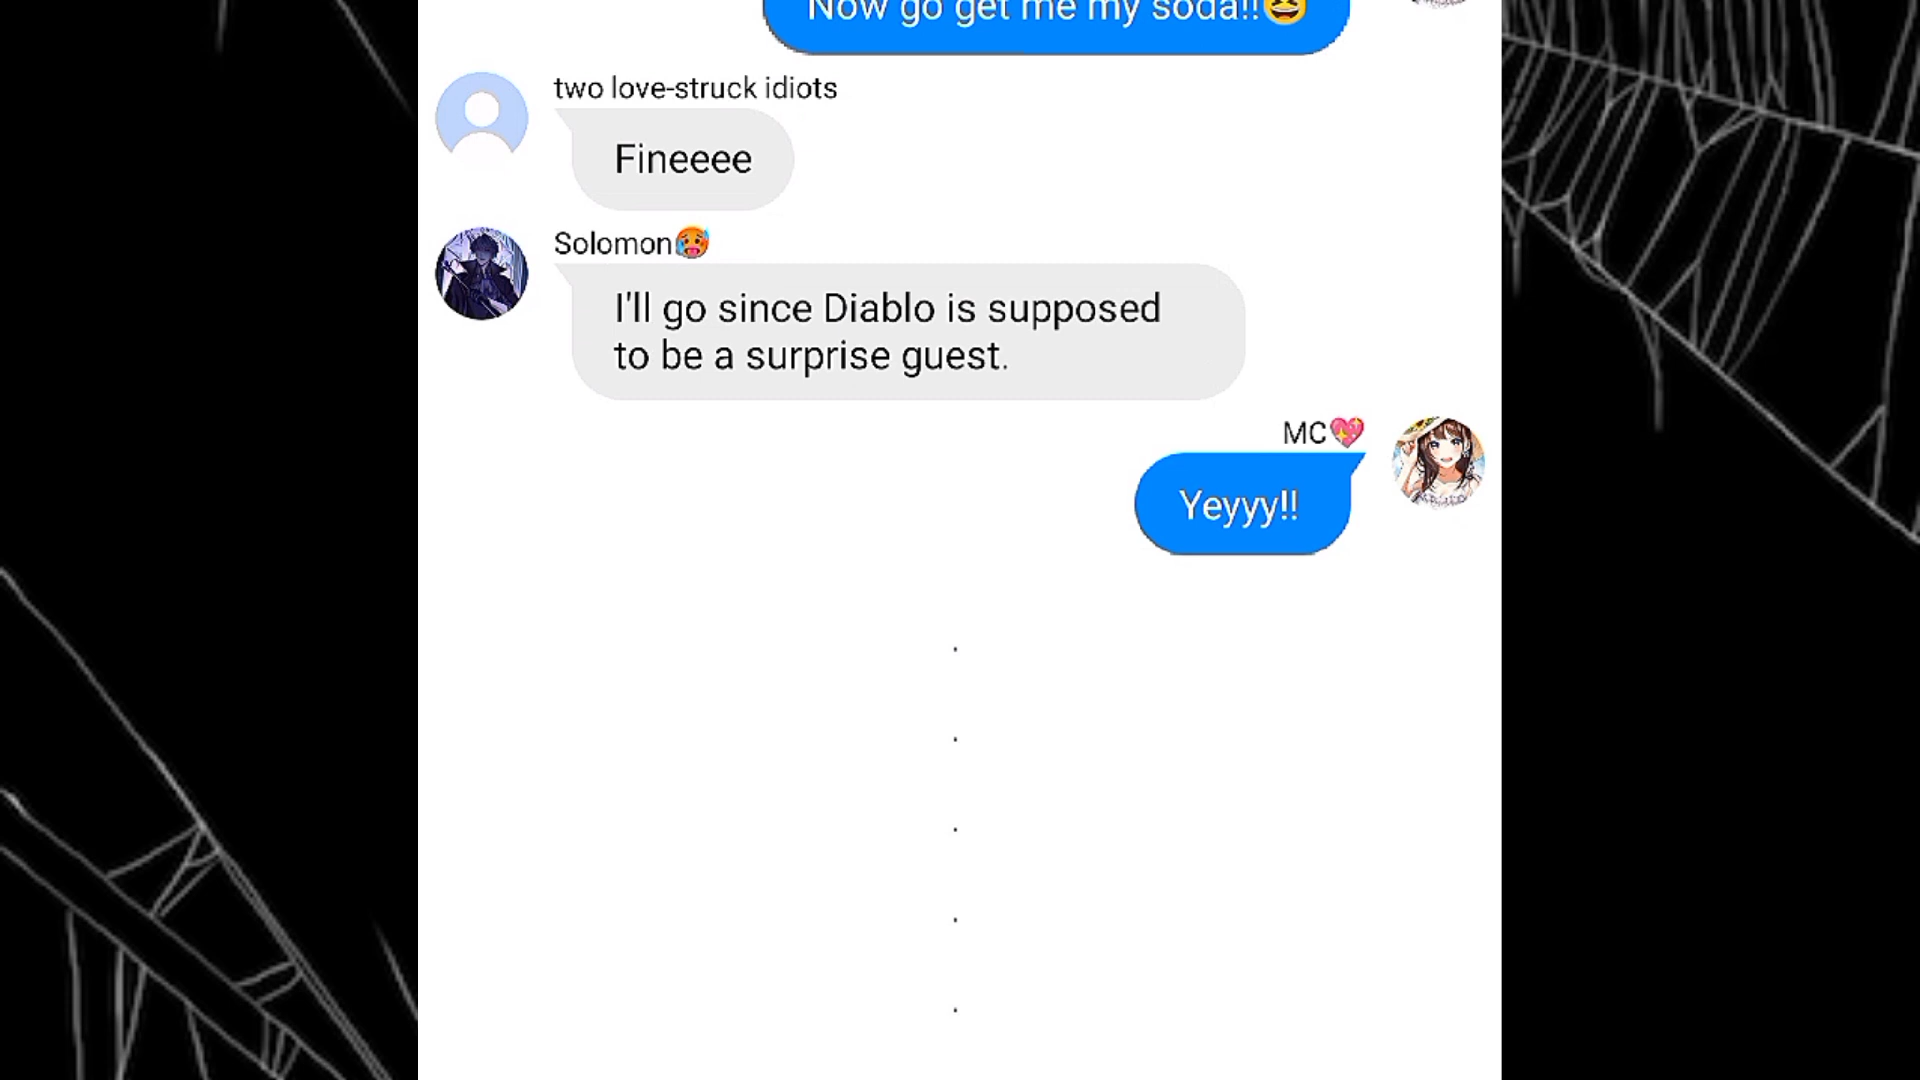 Now go get me my soda!!😆
two love-struck idiots
Fineeee
Solomon🥵
I'll go since Diablo is supposed
to be a surprise guest.
MC💖
Yeyyy!!
.
.
.
.
.